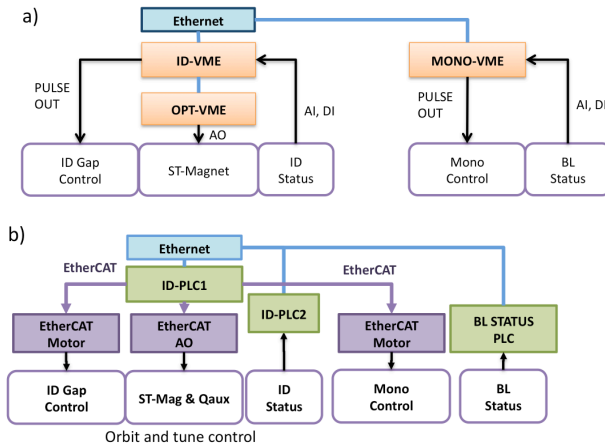 a)
Ethernet
ID-VME
MONO-VME
PULSE
OUT
OPT-VME
AO
AI, DI
PULSE
OUT
AI, DI
ID Gap
Control
ST-Magnet
ID
Status
Mono
Control
BL
Status
b)
Ethernet
EtherCAT
EtherCAT
ID-PLC1
ID-PLC2
EtherCAT
Motor
EtherCAT
AO
EtherCAT
Motor
BL STATUS
PLC
ID Gap
Control
ST-Mag & Qaux
ID
Status
Mono
Control
BL
Status
Orbit and tune control